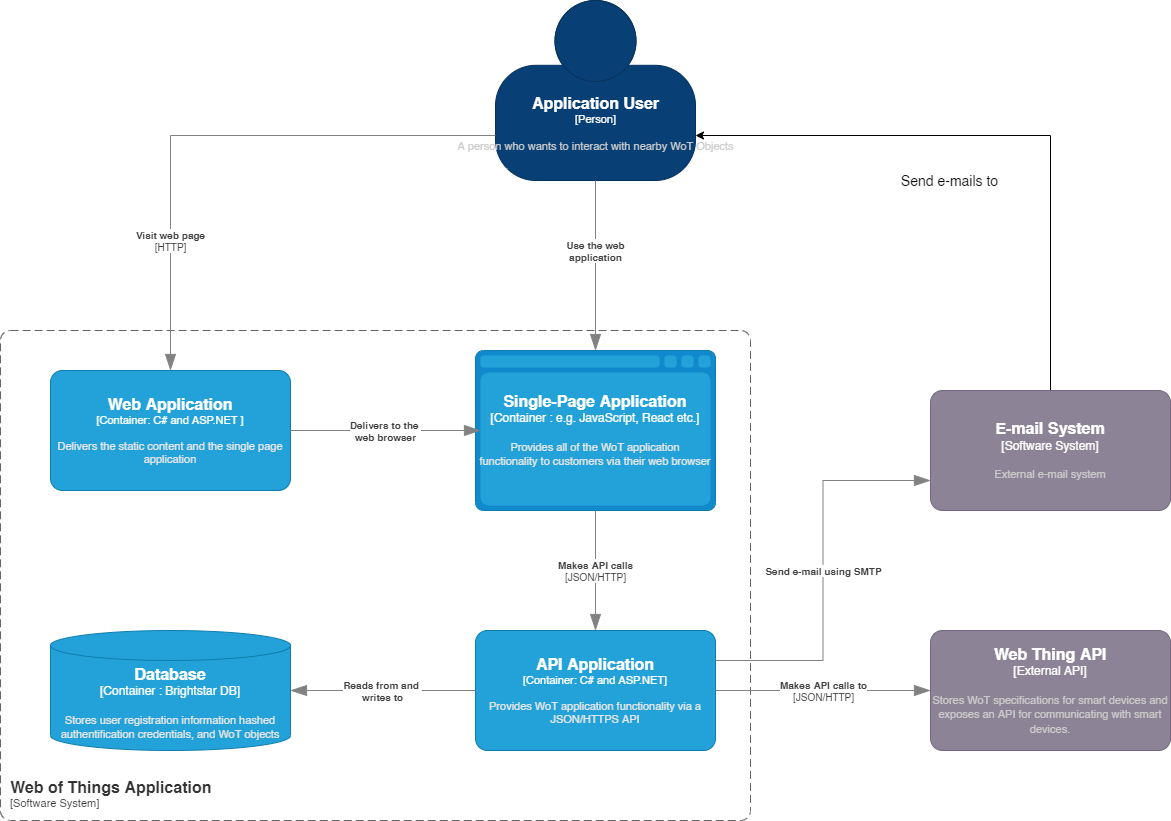 Application User
[Person]
A person who wants to interact with nearby WoT Objects
Send e-mails to
Visit web page
[HTTP]
Use the web
application
Web Application
[Container: C# and ASP.NET ]
Delivers the static content and the single page
application
Delivers to the
web browser
Single-Page Application
[Container : e.g. JavaScript, React etc.]
Provides all of the WoT application
functionality to customers via their web browser
E-mail System
[Software System]
External e-mail system
Makes API calls
[JSON/HTTP]
Send e-mail using SMTP
Database
[Container : Brightstar DB]
Stores user registration information hashed
authentification credentials, and WoT objects
Reads from and
writes to
API Application
[Container: C# and ASP.NET]
Provides WoT application functionality via a
JSON/HTTPS API
Makes API calls to
[JSON/HTTP]
Web Thing API
[External API]
Stores WoT specifications for smart devices and
exposes an API for communicating with smart
devices.
Web of Things Application
[Software System]